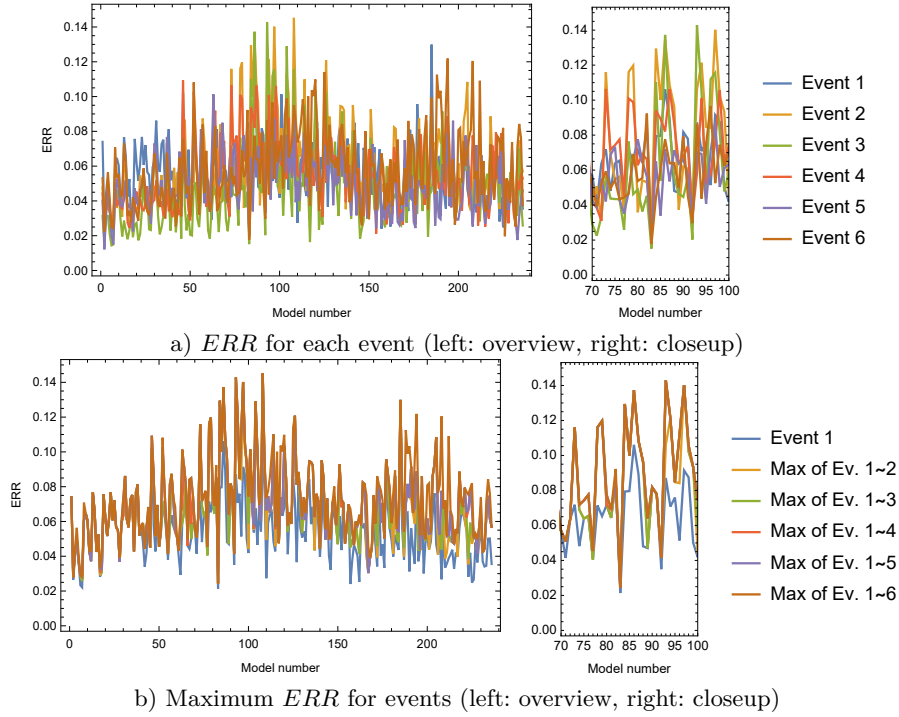 0.14
0.12
0.10
0.08
0.06
0.04
0.02
0.00
ERR
0 50 100 150 200
Model number
0.14
0.12
0.10
0.08
0.06
0.04
0.02
0.00
70 75 80 85 90 95 100
Model number
Event 1
Event 2
Event 3
Event 4
Event 5
Event 6
a) ERR for each event (left: overview, right: closeup)
0.14
0.12
0.10
0.08
0.06
0.04
0.02
0.00
ERR
0 50 100 150 200
Model number
0.14
0.12
0.10
0.08
0.06
0.04
0.02
0.00
70 75 80 85 90 95 100
Model number
Event 1
Max of Ev. 1~2
Max of Ev. 1~3
Max of Ev. 1~4
Max of Ev. 1~5
Max of Ev. 1~6
b) Maximum ERR for events (left: overview, right: closeup)